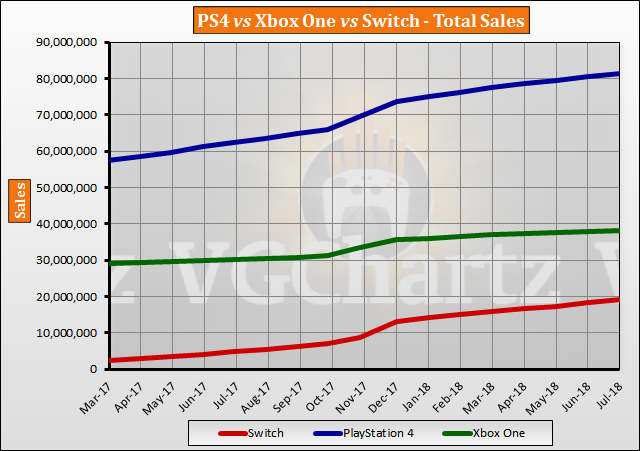 PS4 vs Xbox One vs Switch - Total Sales
90,000,000
80,000,000
70,000,000
60,000,000
50,000,000
40,000,000
30,000,000
20,000,000
10,000,000
0
Sales
VGChartz
Mar-17
Apr-17
May-17
Jun-17
Jul-17
Aug-17
Sep-17
Oct-17
Nov-17
Dec-17
Jan-18
Feb-18
Mar-18
Apr-18
May-18
Jun-18
Jul-18
Switch
PlayStation 4
Xbox One